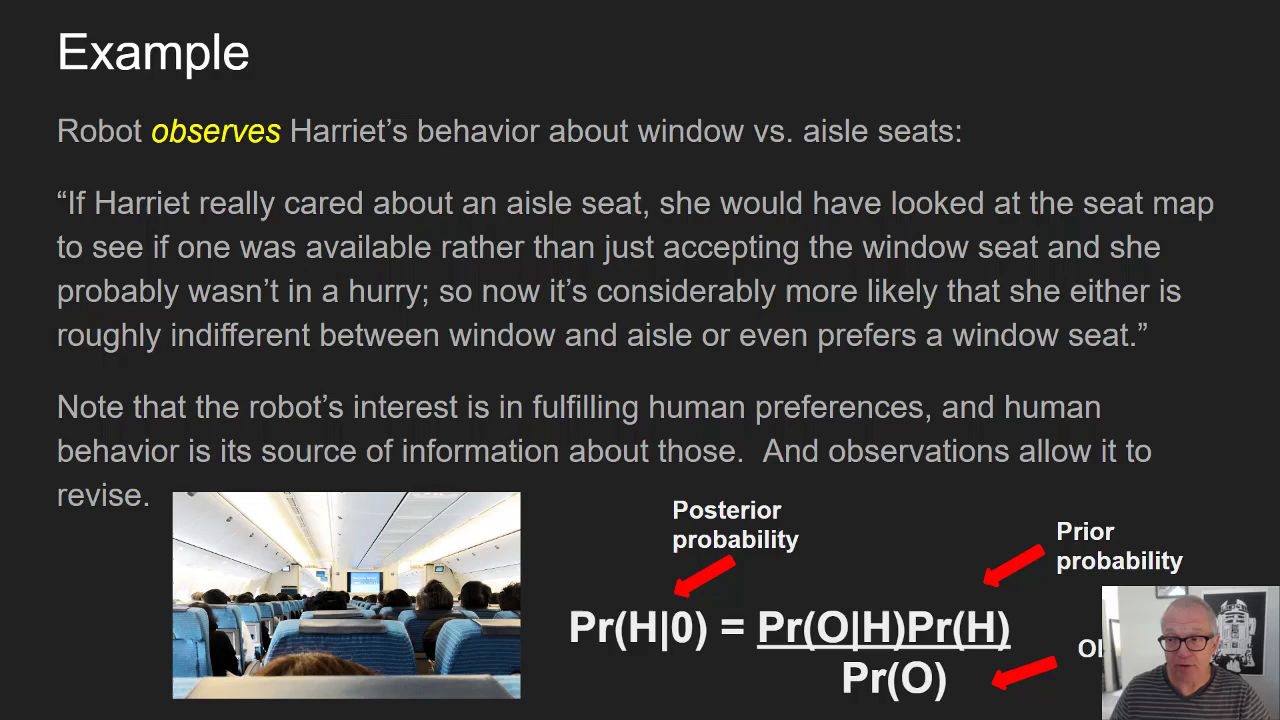 Example
Robot observes Harriet’s behavior about window vs. aisle seats:
“If Harriet really cared about an aisle seat, she would have looked at the seat map
to see if one was available rather than just accepting the window seat and she
probably wasn’t in a hurry; so now it’s considerably more likely that she either is
roughly indifferent between window and aisle or even prefers a window seat.”
Note that the robot’s interest is in fulfilling human preferences, and human
behavior is its source of information about those.  And observations allow it to
revise.
Posterior
probability
Prior
probability
Pr(H|0) = Pr(O|H)Pr(H)
Pr(O)